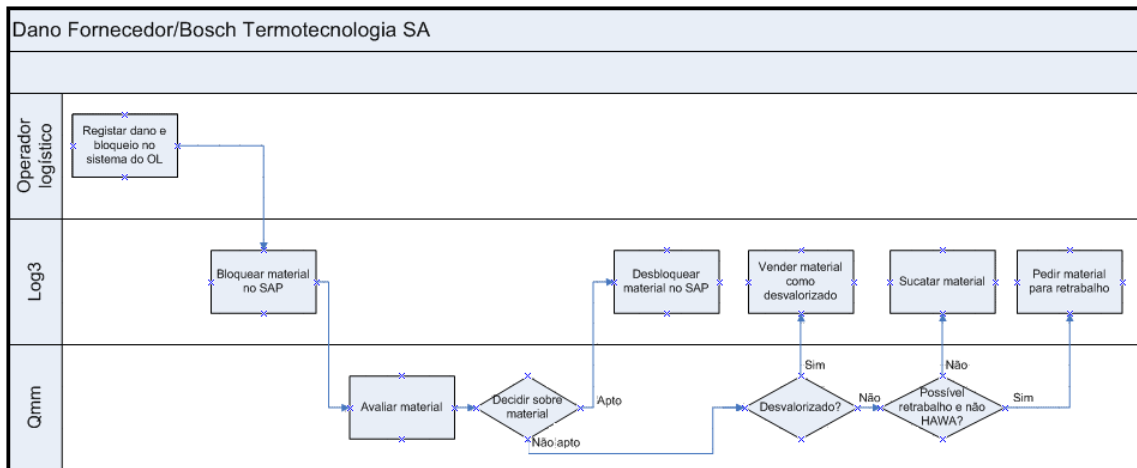 Dano Fornecedor/Bosch Termotecnologia SA
Operador
logístico
Registar dano e
bloqueio no
sistema do OL
Log3
Bloquear material
no SAP
Desbloquear
material no SAP
Vender material
como
desvalorizado
Sucatar material
Pedir material
para retrabalho
Qmm
Avaliar material
Decidir sobre
material
Apto
Não apto
Desvalorizado?
Sim
Não
Possível
retrabalho e não
HAWA?
Não
Sim